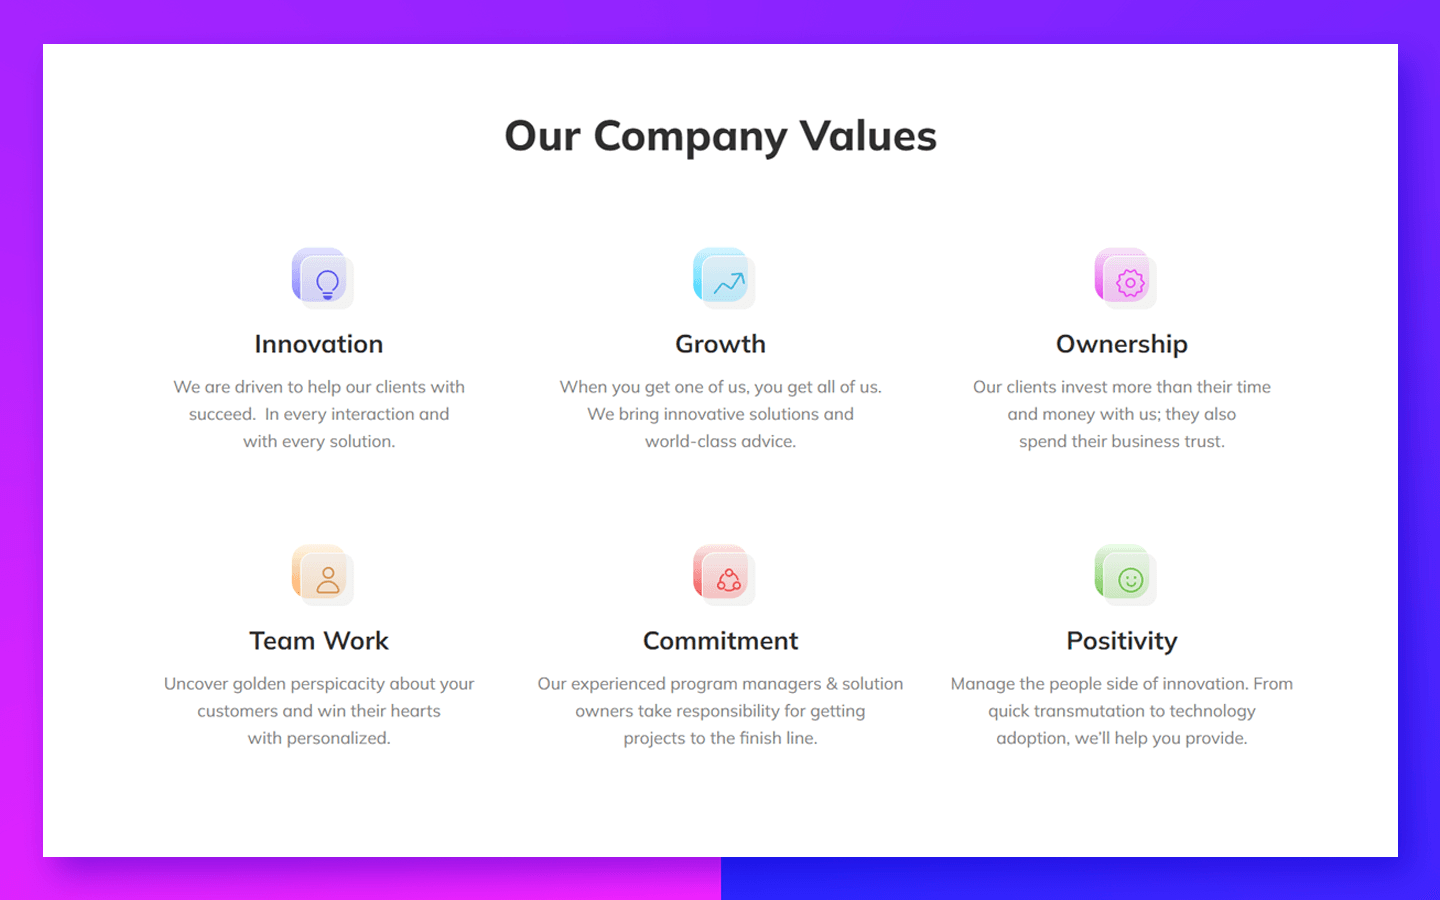 Our Company Values
Innovation
We are driven to help our clients with
succeed.  In every interaction and
with every solution.
Growth
When you get one of us, you get all of us.
We bring innovative solutions and
world-class advice.
Ownership
Our clients invest more than their time
and money with us; they also
spend their business trust.
Team Work
Uncover golden perspicacity about your
customers and win their hearts
with personalized.
Commitment
Our experienced program managers & solution
owners take responsibility for getting
projects to the finish line.
Positivity
Manage the people side of innovation. From
quick transmutation to technology
adoption, we'll help you provide.